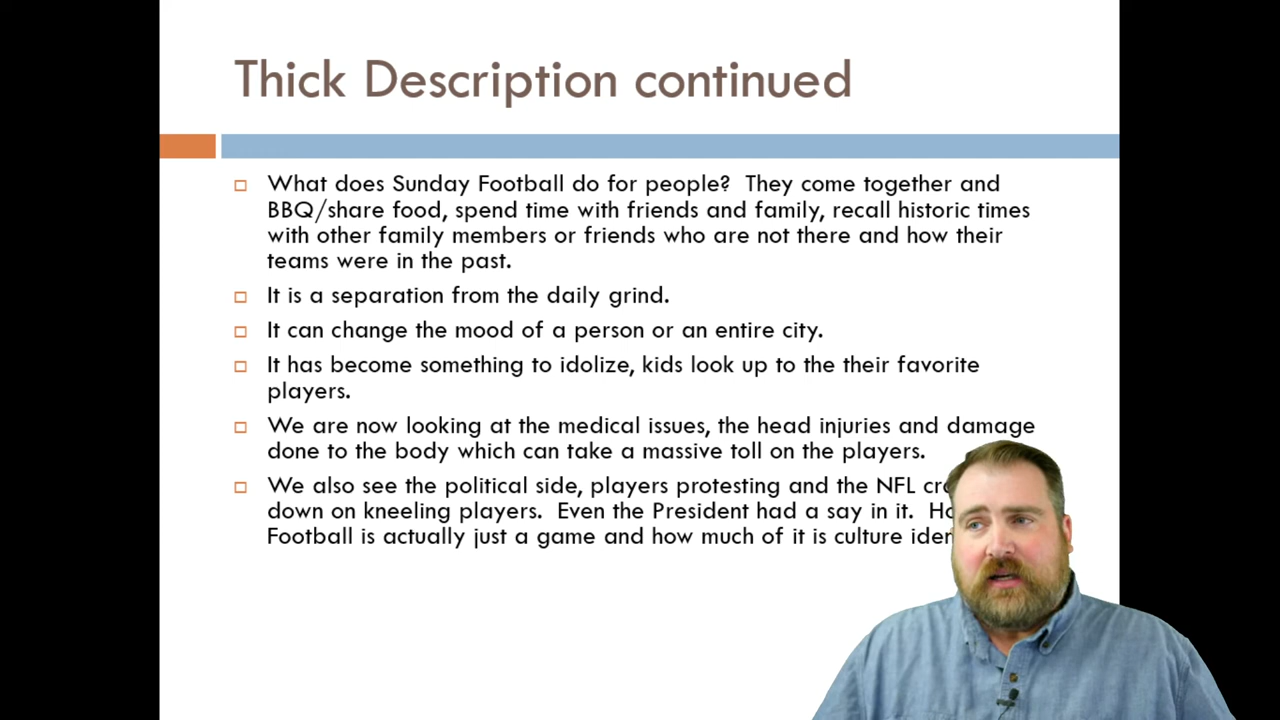 Thick Description continued
What does Sunday Football do for people? They come together and
BBQ/share food, spend time with friends and family, recall historic times
with other family members or friends who are not there and how their
teams were in the past.
It is a separation from the daily grind.
It can change the mood of a person or an entire city.
It has become something to idolize, kids look up to the their favorite
players.
We are now looking at the medical issues, the head injuries and damage
done to the body which can take a massive toll on the players.
We also see the political side, players protesting and the NFL
down on kneeling players. Even the President had a say in it.
Football is actually just a game and how much of it is culture